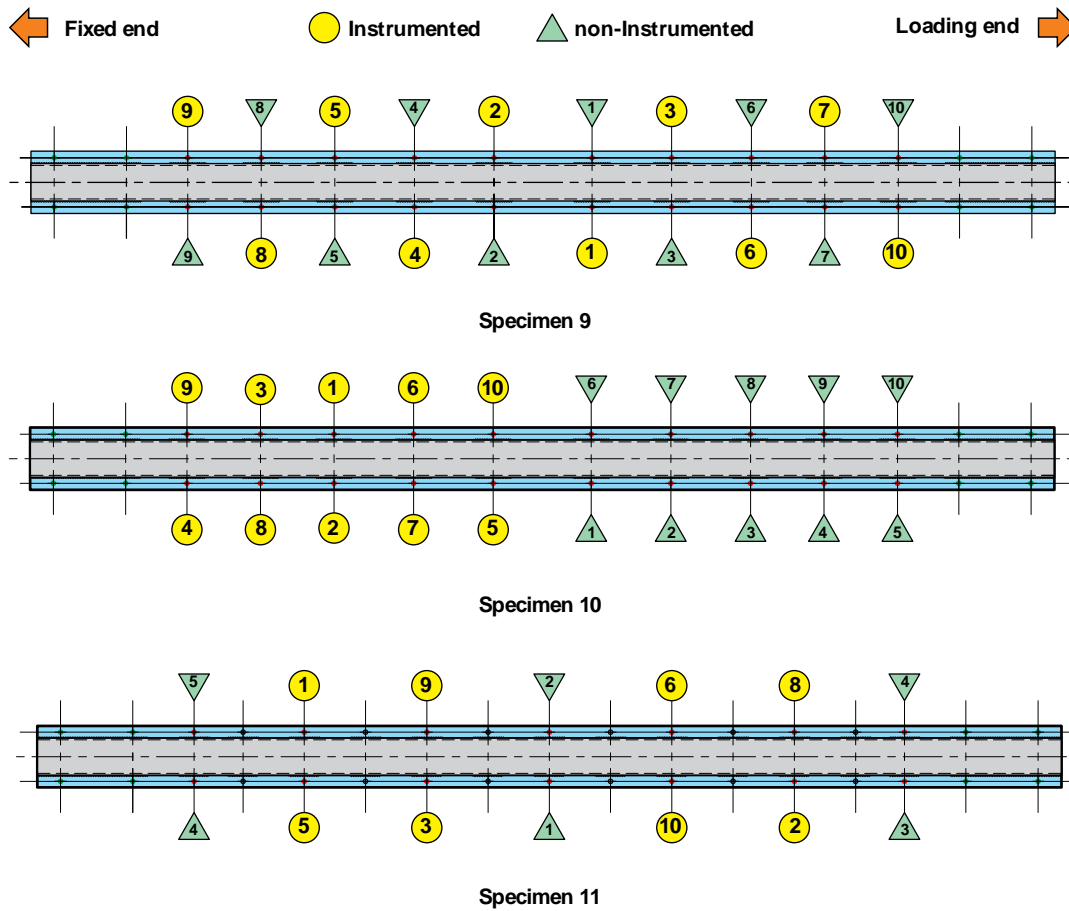 Fixed end Instrumented non-Instrumented Loading end
9 8 5 4 2 1 3 6 7 10
9 8 5 4 2 1 3 6 7 10
Specimen 9
9 3 1 6 10 6 7 8 9 10
4 8 2 7 5 1 2 3 4 5
Specimen 10
5 1 9 2 6 8 4
4 5 3 1 10 2 3
Specimen 11